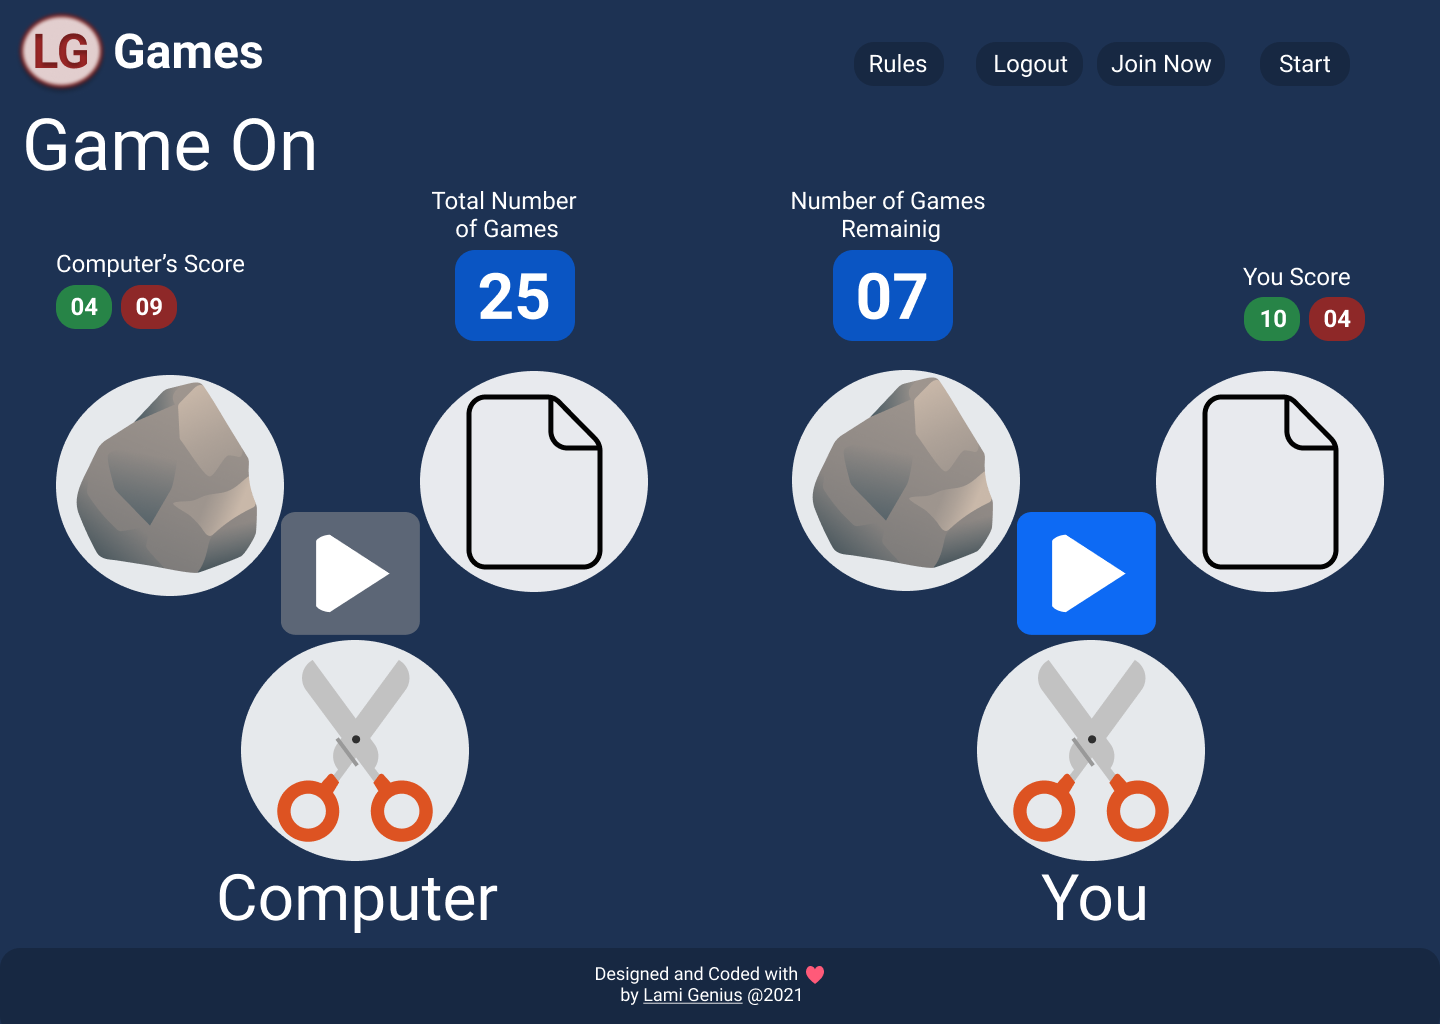 LG Games
Rules
Logout
Join Now
Start
Game On
Total Number
of Games
25
Number of Games
Remainig
07
Computer’s Score
04
09
You Score
10
04
Computer
You
Designed and Coded with ♥
by Lami Genius @2021